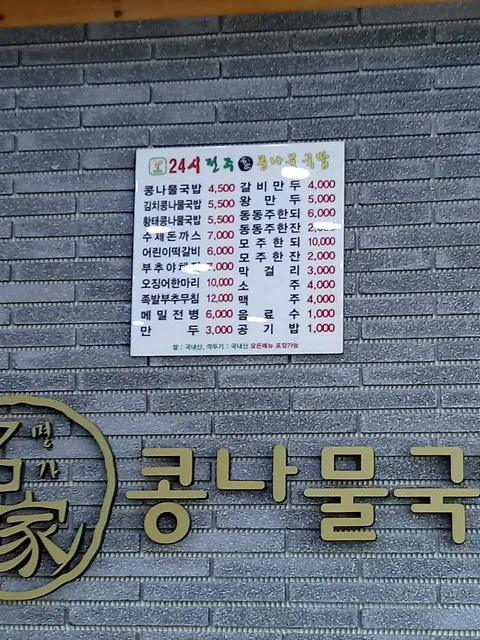 24시 전주 콩나물국밥
콩나물국밥 4,500 갈비만두 4,000
김치콩나물국밥 5,500 왕만두 5,000
황태콩나물국밥 5,500 동동주한되 6,000
수제돈까스 7,000 동동주한잔
어린이떡갈비 6,000 모주한되 10,000
부추야채전 7,000 모주한잔 2,000
오징어한마리 10,000 막걸리 3,000
족발부추무침 12,000 소주 4,000
메밀전병 6,000 맥주 4,000
만두 3,000 음료수 1,000
공기밥 1,000
쌀 : 국내산, 깍두기 : 국내산 모든메뉴 포장가능
명가
名家
콩나물국